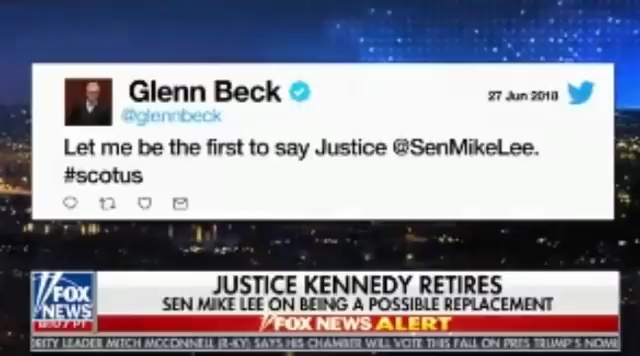 Glenn Beck
27 Jun 2018
@glennbeck
Let me be the first to say Justice @SenMikeLee.
#scotus
JUSTICE KENNEDY RETIRES
SEN MIKE LEE ON BEING A POSSIBLE REPLACEMENT
FOX
NEWS
FOX NEWS ALERT
RITY LEADER MITCH MCCONNELL (R-KY) SAYS HIS CHAMBER WILL VOTE THIS FALL ON PRES TRUMP'S NOMI